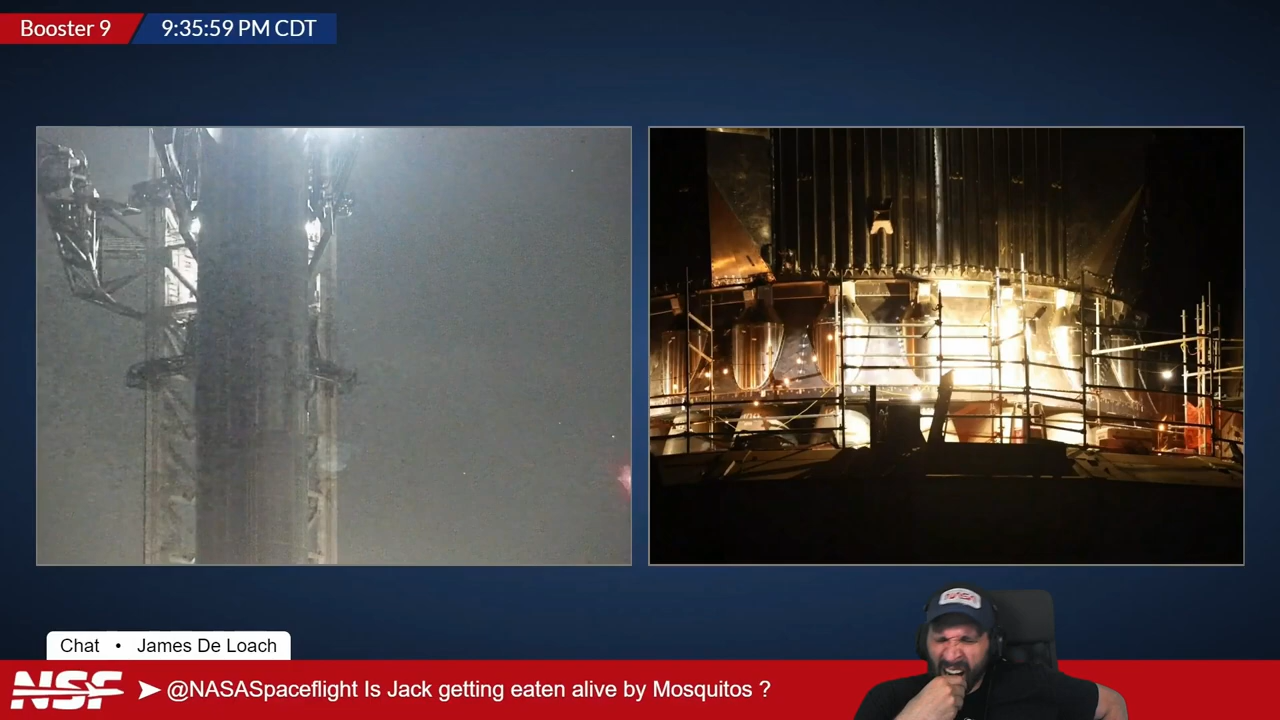 Booster 9
9:35:59 PM CDT
Chat • James De Loach
NSF
➤ @NASASpaceflight Is Jack getting eaten alive by Mosquitos ?